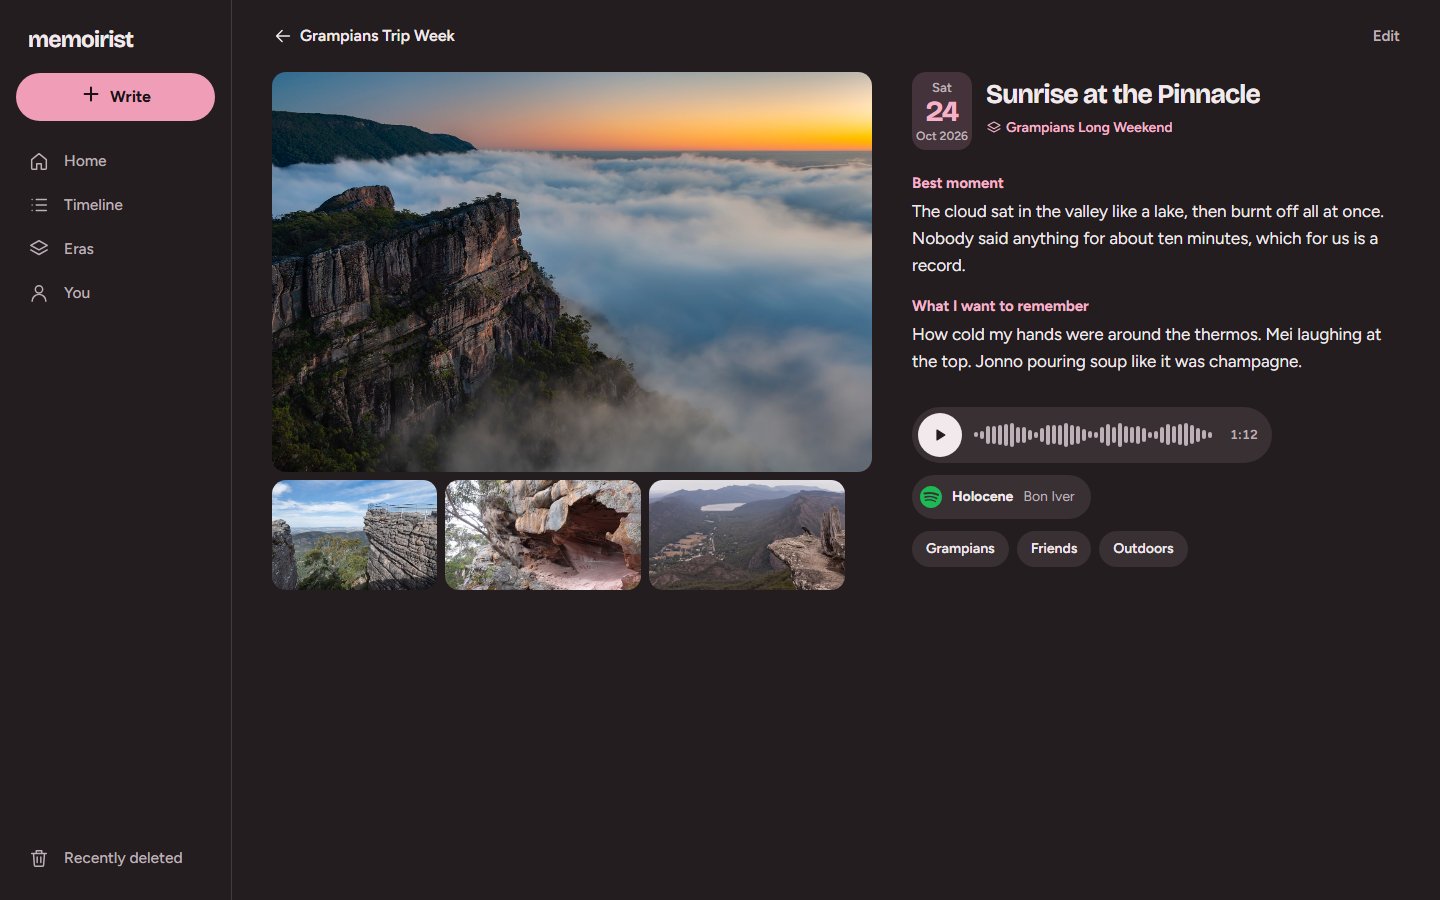 memoirist
Write
Home
Timeline
Eras
You
Recently deleted
Grampians Trip Week
Edit
Sat
24
Oct 2026
Sunrise at the Pinnacle
Grampians Long Weekend
Best moment
The cloud sat in the valley like a lake, then burnt off all at once.
Nobody said anything for about ten minutes, which for us is a
record.
What I want to remember
How cold my hands were around the thermos. Mei laughing at
the top. Jonno pouring soup like it was champagne.
1:12
Holocene Bon Iver
Grampians Friends Outdoors